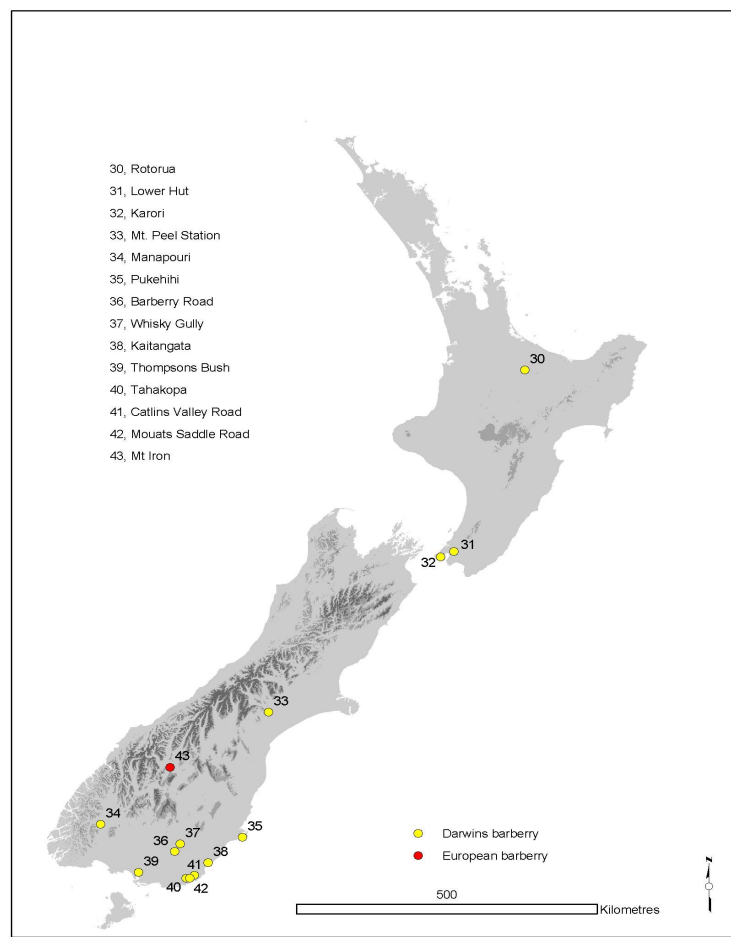 30, Rotorua
31, Lower Hut
32, Karori
33, Mt. Peel Station
34, Manapouri
35, Pukehihi
36, Barberry Road
37, Whisky Gully
38, Kaitangata
39, Thompsons Bush
40, Tahakopa
41, Catlins Valley Road
42, Mouats Saddle Road
43, Mt Iron
30
31
32
33
43
34
37
35
36
38
39
41
40
42
Darwins barberry
European barberry
500
Kilometres
N